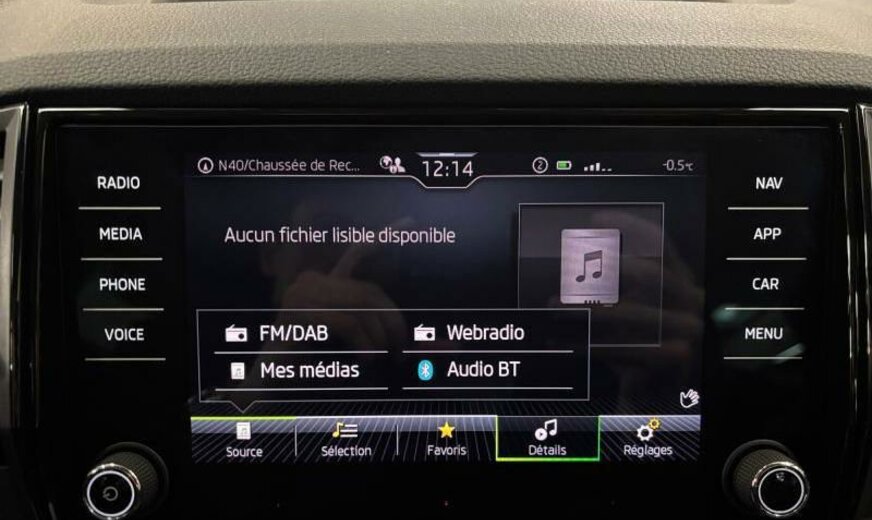 N40/Chaussée de Rec...
12:14
2
-0.5°C
RADIO
MEDIA
PHONE
VOICE
NAV
APP
CAR
MENU
Aucun fichier lisible disponible
FM/DAB
Webradio
Mes médias
Audio BT
Source
Sélection
Favoris
Détails
Réglages